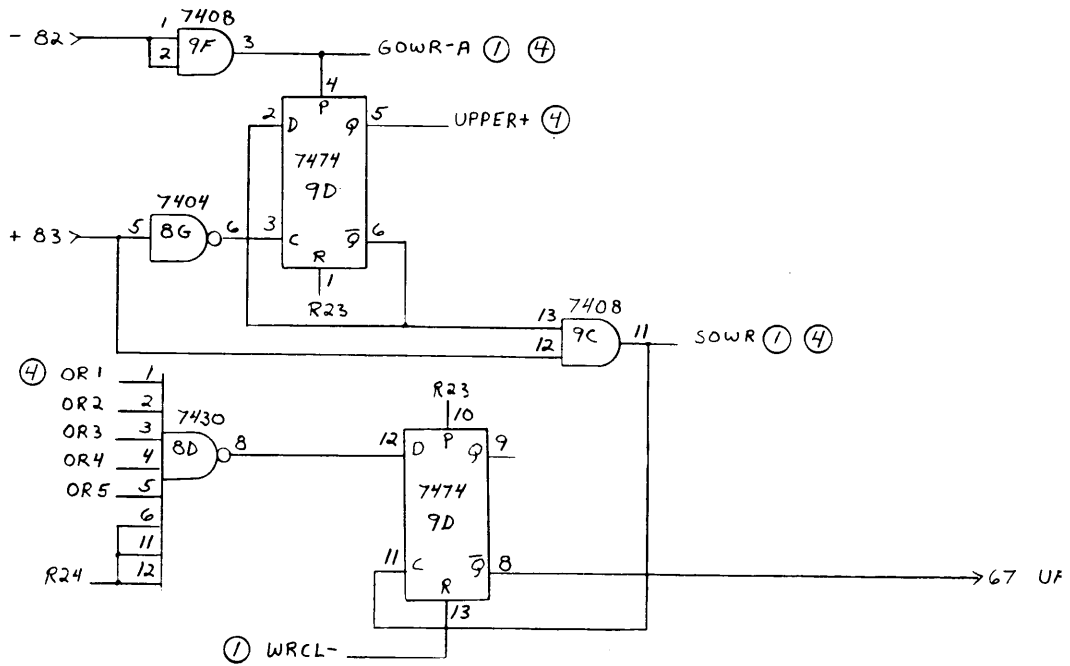 7408
- 82
1
2
9F
3
GOWR-A ① ④
4
P
2
D
Q
5
UPPER+ ④
7474
9D
7404
+ 83
5
8G
6
3
C
Q̅
6
R
1
R23
7408
13
12
9C
11
SOWR ① ④
④ OR1
1
OR2
2
OR3
3
OR4
4
OR5
5
6
11
R24
12
7430
8D
8
R23
10
12
D
P
Q
9
7474
9D
11
C
Q̅
8
R
13
67 UF
① WRCL-